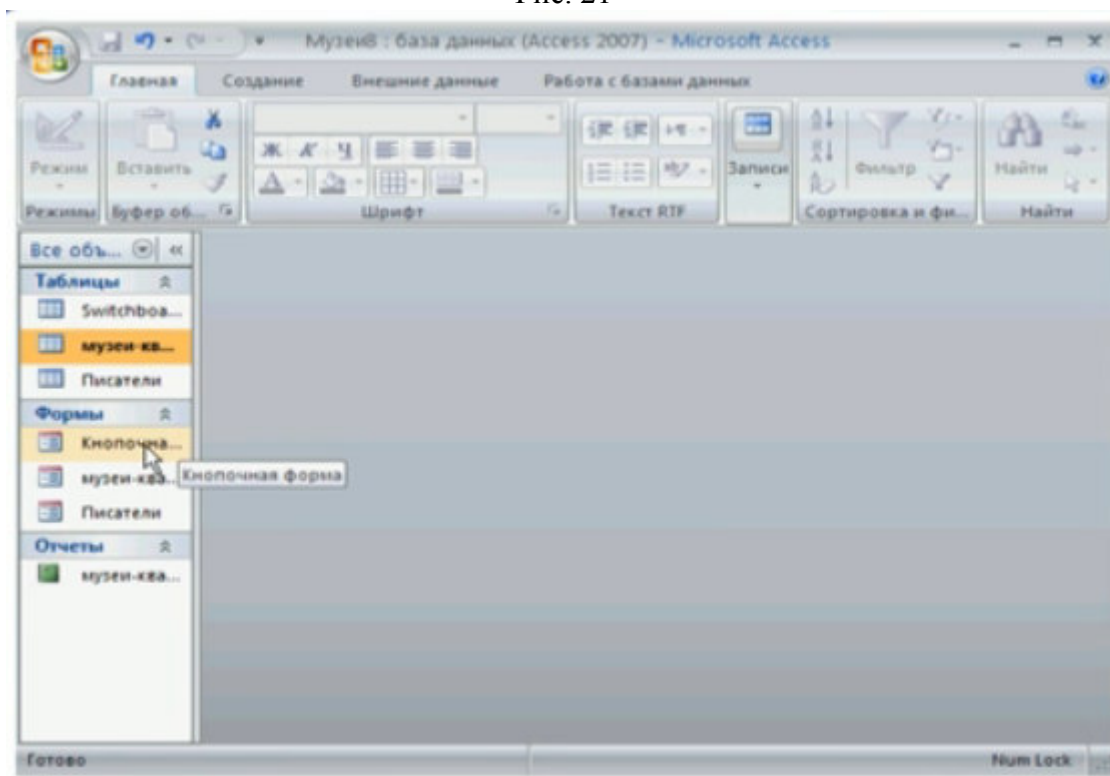 Рис. 21
Музеи8 : база данных (Access 2007) - Microsoft Access
Главная Создание Внешние данные Работа с базами данных
Режим Вставить Ж К Ч Записи Фильтр Найти
Режимы Буфер об... Шрифт Текст RTF Сортировка и фи... Найти
Все объ...
Таблицы
Switchboa...
музеи-кв...
Писатели
Формы
Кнопочна...
Кнопочная форма
музеи-ква...
Писатели
Отчеты
музеи-ква...
Готово Num Lock